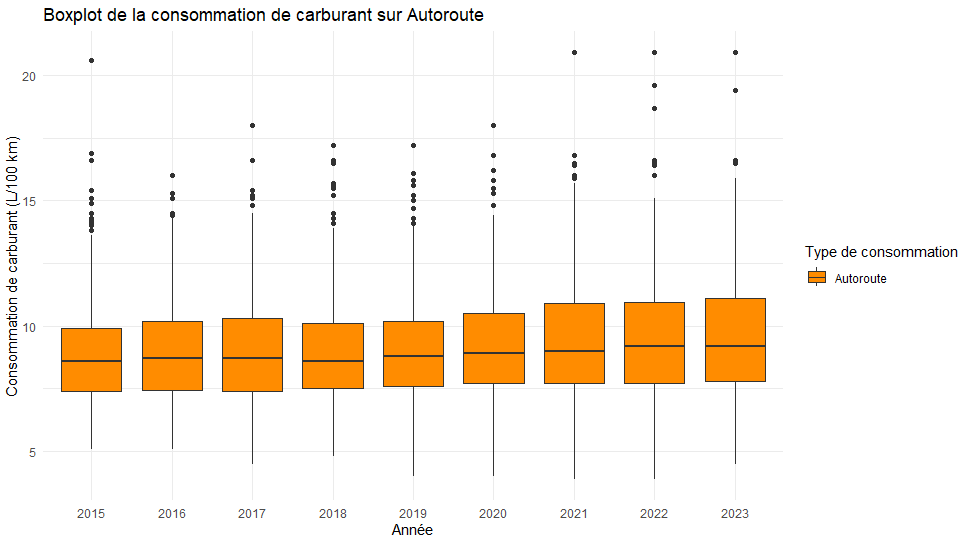 Boxplot de la consommation de carburant sur Autoroute
Consommation de carburant (L/100 km)
20
15
10
5
2015 2016 2017 2018 2019 2020 2021 2022 2023
Année
Type de consommation
Autoroute